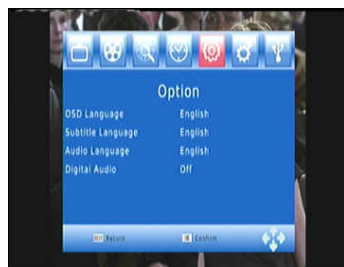 Option
OSD Language English
Subtitle Language English
Audio Language English
Digital Audio Off
Return Confirm